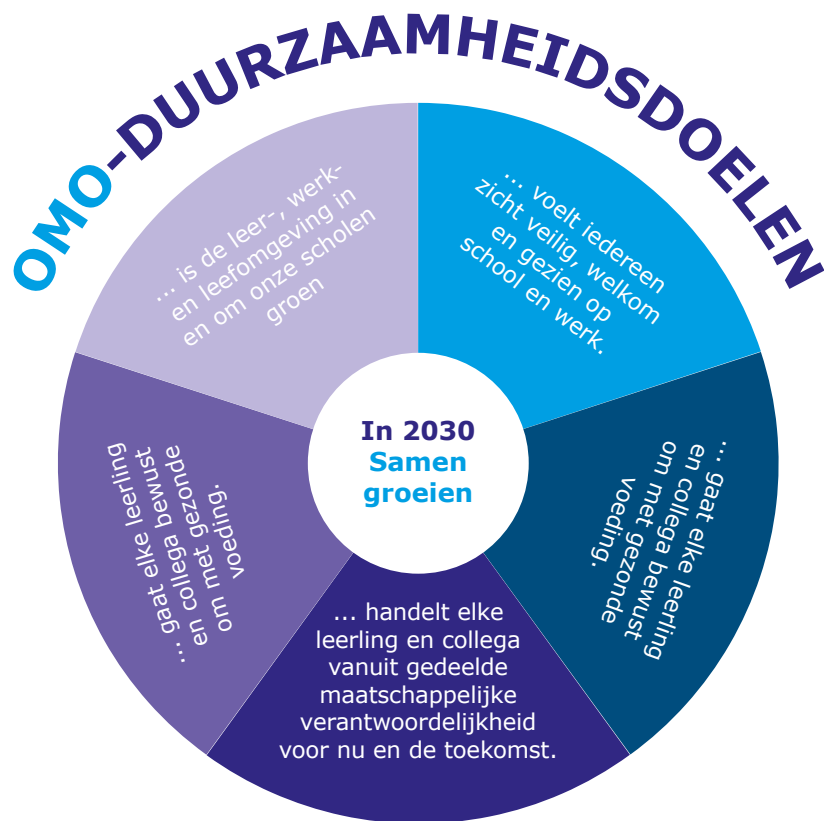 OMO-DUURZAAMHEIDSDOELEN
... voelt iedereen
zicht veilig, welkom
en gezien op
school en werk.
... gaat elke leerling
en collega bewust
om met gezonde
voeding.
... handelt elke
leerling en collega
vanuit gedeelde
maatschappelijke
verantwoordelijkheid
voor nu en de toekomst.
... gaat elke leerling
en collega bewust
om met gezonde
voeding.
... is de leer-, werk-
en leefomgeving in
en om onze scholen
groen
In 2030
Samen
groeien